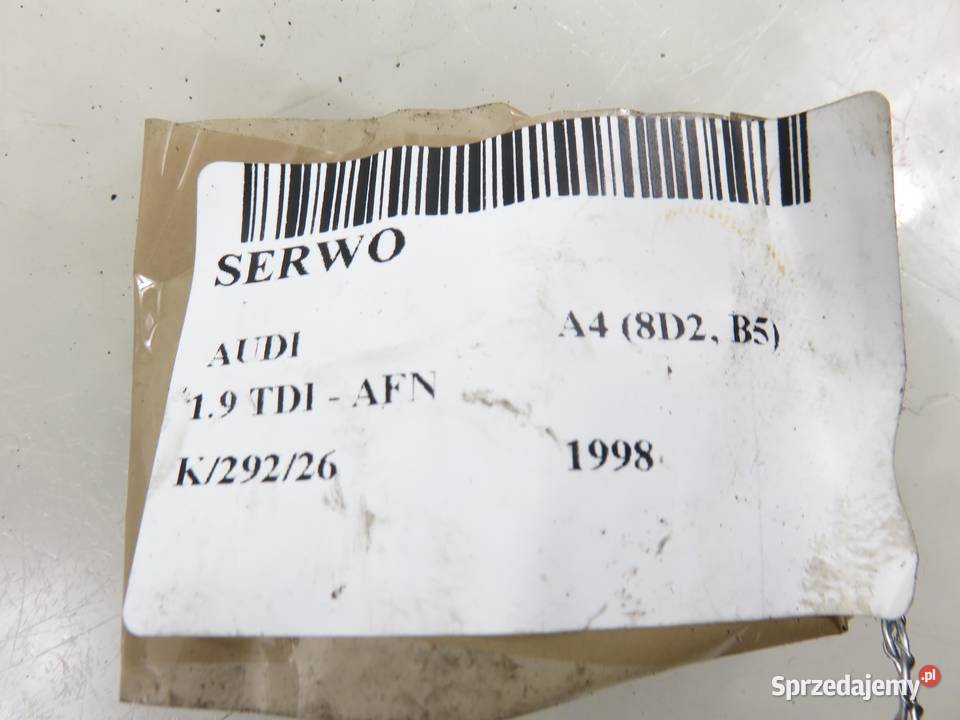 SERWO
AUDI A4 (8D2, B5)
1.9 TDI - AFN
K/292/26 1998
Sprzedajemy.pl